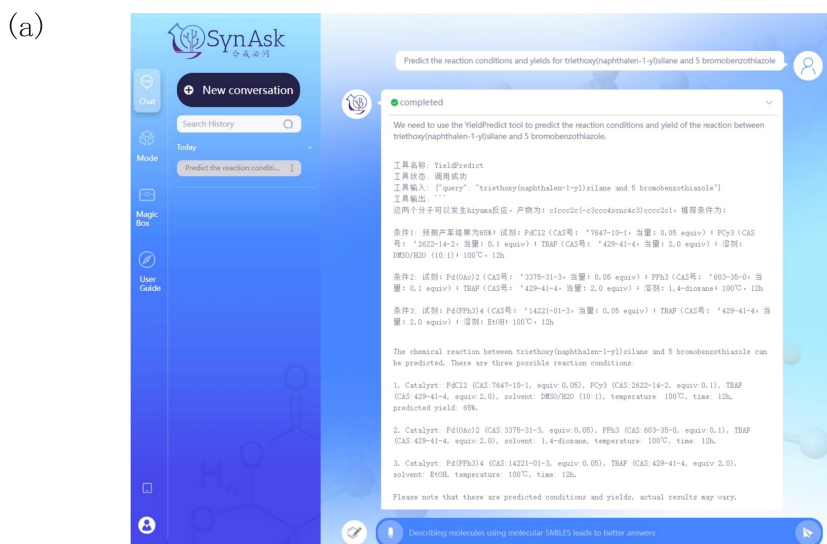 (a)
SynAsk
合成必问
Predict the reaction conditions and yields for triethoxy(naphthalen-1-yl)silane and 5 bromobenzothiazole
Chat
New conversation
completed
Search History
We need to use the YieldPredict tool to predict the reaction conditions and yield of the reaction between
triethoxy(naphthalen-1-yl)silane and 5 bromobenzothiazole.
Mode
Today
Predict the reaction conditi...
Magic
Box
User
Guide
工具名称: YieldPredict
工具状态: 调用成功
工具输入: {"query": "triethoxy(naphthalen-1-yl)silane and 5 bromobenzothiazole"}
工具输出: ```
这两个分子可以发生hiyama反应，产物为: c1ccc2c(-c3ccc4scnc4c3)cccc2c1，推荐条件为:
条件1: 预测产率结果为65%: 试剂: PdCl2（CAS号: '7647-10-1，当量: 0.05 equiv）; PCy3（CAS
号: '2622-14-2，当量: 0.1 equiv）; TBAF（CAS号: '429-41-4，当量: 2.0 equiv）; 溶剂:
DMSO/H2O (10:1); 100℃，12h
条件2: 试剂: Pd(OAc)2（CAS号: '3375-31-3，当量: 0.05 equiv）; PPh3（CAS号: '603-35-0，当
量: 0.1 equiv）; TBAF（CAS号: '429-41-4，当量: 2.0 equiv）; 溶剂: 1,4-dioxane; 100℃，12h
条件3: 试剂: Pd(PPh3)4（CAS号: '14221-01-3，当量: 0.05 equiv）; TBAF（CAS号: '429-41-4，当
量: 2.0 equiv）; 溶剂: EtOH; 100℃，12h
The chemical reaction between triethoxy(naphthalen-1-yl)silane and 5 bromobenzothiazole can
be predicted. There are three possible reaction conditions:
1. Catalyst: PdCl2 (CAS:7647-10-1, equiv:0.05), PCy3 (CAS:2622-14-2, equiv:0.1), TBAF
(CAS:429-41-4, equiv:2.0), solvent: DMSO/H2O (10:1), temperature: 100℃, time: 12h,
predicted yield: 65%.
2. Catalyst: Pd(OAc)2 (CAS:3375-31-3, equiv:0.05), PPh3 (CAS:603-35-0, equiv:0.1), TBAF
(CAS:429-41-4, equiv:2.0), solvent: 1,4-dioxane, temperature: 100℃, time: 12h.
3. Catalyst: Pd(PPh3)4 (CAS:14221-01-3, equiv:0.05), TBAF (CAS:429-41-4, equiv:2.0),
solvent: EtOH, temperature: 100℃, time: 12h.
Please note that these are predicted conditions and yields, actual results may vary.
Describing molecules using molecular SMILES leads to better answers